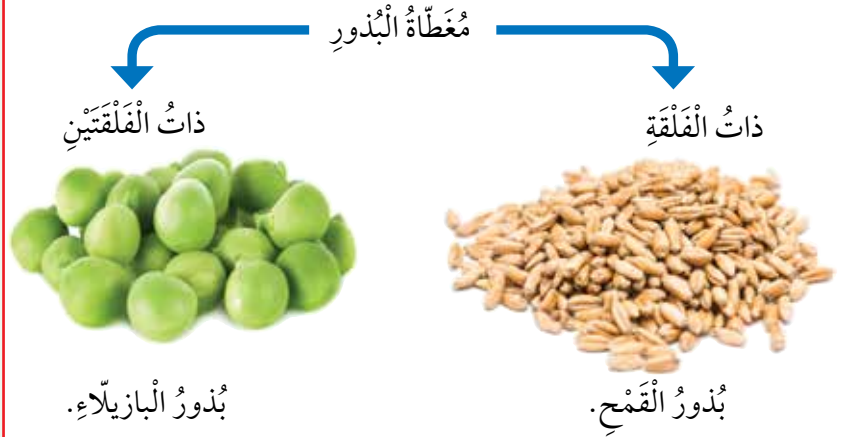 مُغَطّاةُ الْبُذورِ
ذاتُ الْفَلْقَةِ
ذاتُ الْفَلْقَتَيْنِ
بُذورُ الْقَمْحِ.
بُذورُ الْبازيلّاءِ.